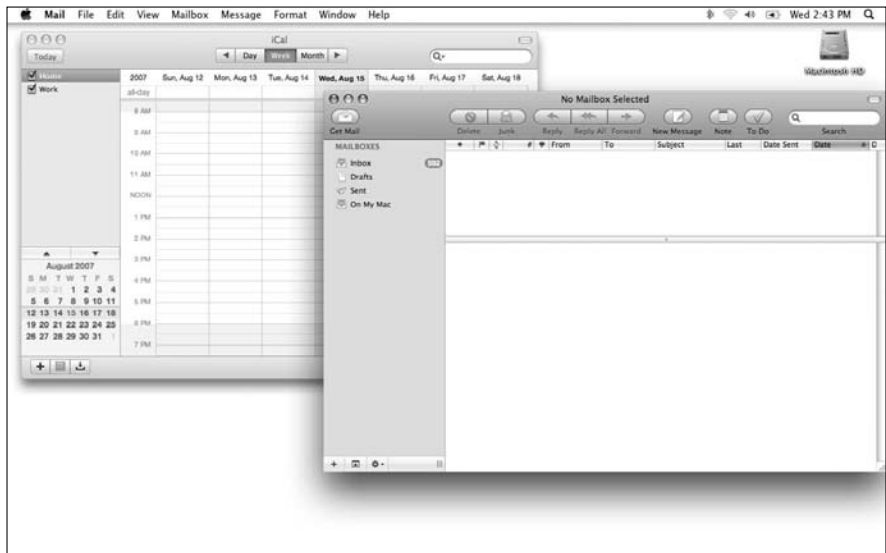 Mail File Edit View Mailbox Message Format Window Help Wed 2:43 PM
iCal
Today Day Week Month
Macintosh HD
Home
Work
2007 Sun, Aug 12 Mon, Aug 13 Tue, Aug 14 Wed, Aug 15 Thu, Aug 16 Fri, Aug 17 Sat, Aug 18
all-day
8 AM
9 AM
10 AM
11 AM
NOON
1 PM
2 PM
3 PM
4 PM
5 PM
6 PM
7 PM
August 2007
S M T W T F S
29 30 31 1 2 3 4
5 6 7 8 9 10 11
12 13 14 15 16 17 18
19 20 21 22 23 24 25
26 27 28 29 30 31 1
No Mailbox Selected
Get Mail Delete Junk Reply Reply All Forward New Message Note To Do Search
MAILBOXES
Inbox
Drafts
Sent
On My Mac
# From To Subject Last Date Sent Date D